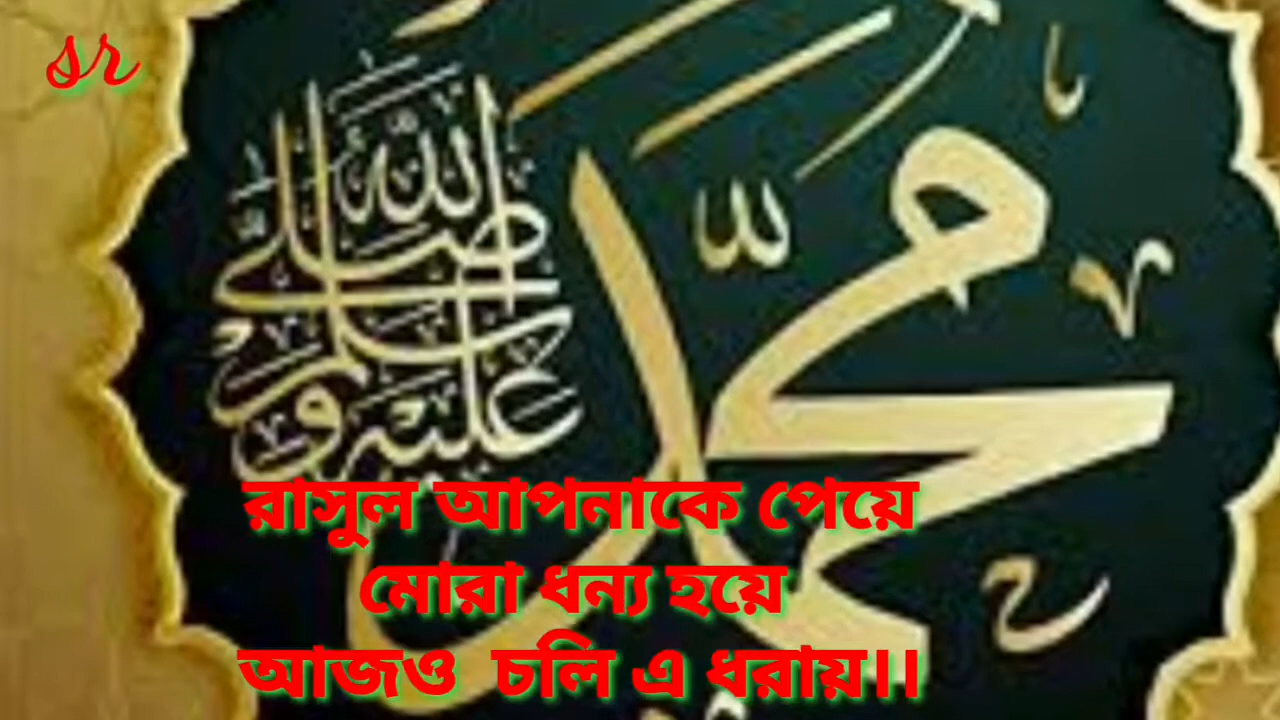 sr
محمد
صلى الله عليه وسلم
রাসুল আপনাকে পেয়ে
মোরা ধন্য হয়ে
আজও চলি এ ধরায়।।